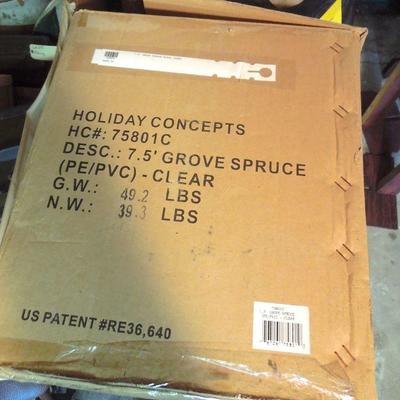 HOLIDAY CONCEPTS
HC#: 75801C
DESC.: 7.5' GROVE SPRUCE
(PE/PVC) - CLEAR
G.W.: 49.2 LBS
N.W.: 39.3 LBS
US PATENT #RE36,640